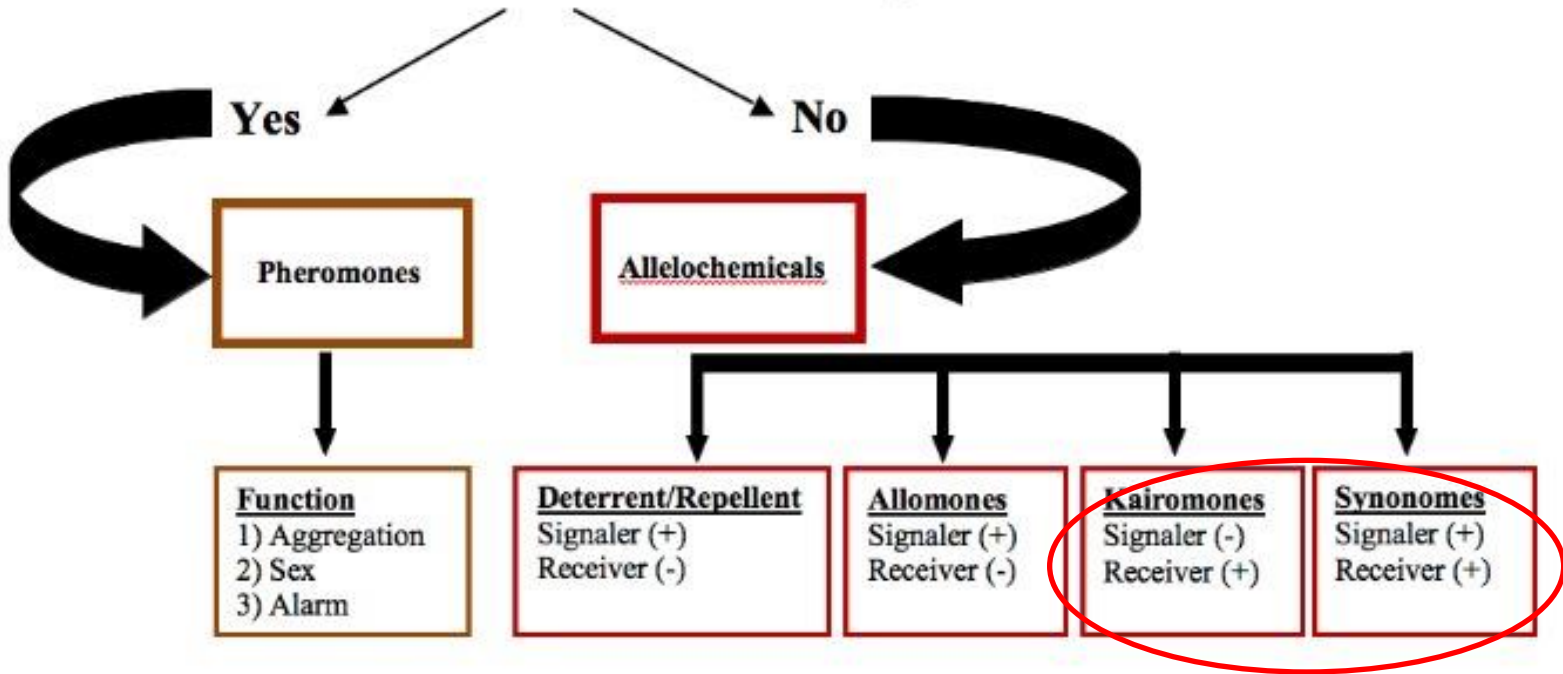 Yes
No
Pheromones
Allelochemicals
Function
1) Aggregation
2) Sex
3) Alarm
Deterrent/Repellent
Signaler (+)
Receiver (-)
Allomones
Signaler (+)
Receiver (-)
Kairomones
Signaler (-)
Receiver (+)
Synonomes
Signaler (+)
Receiver (+)